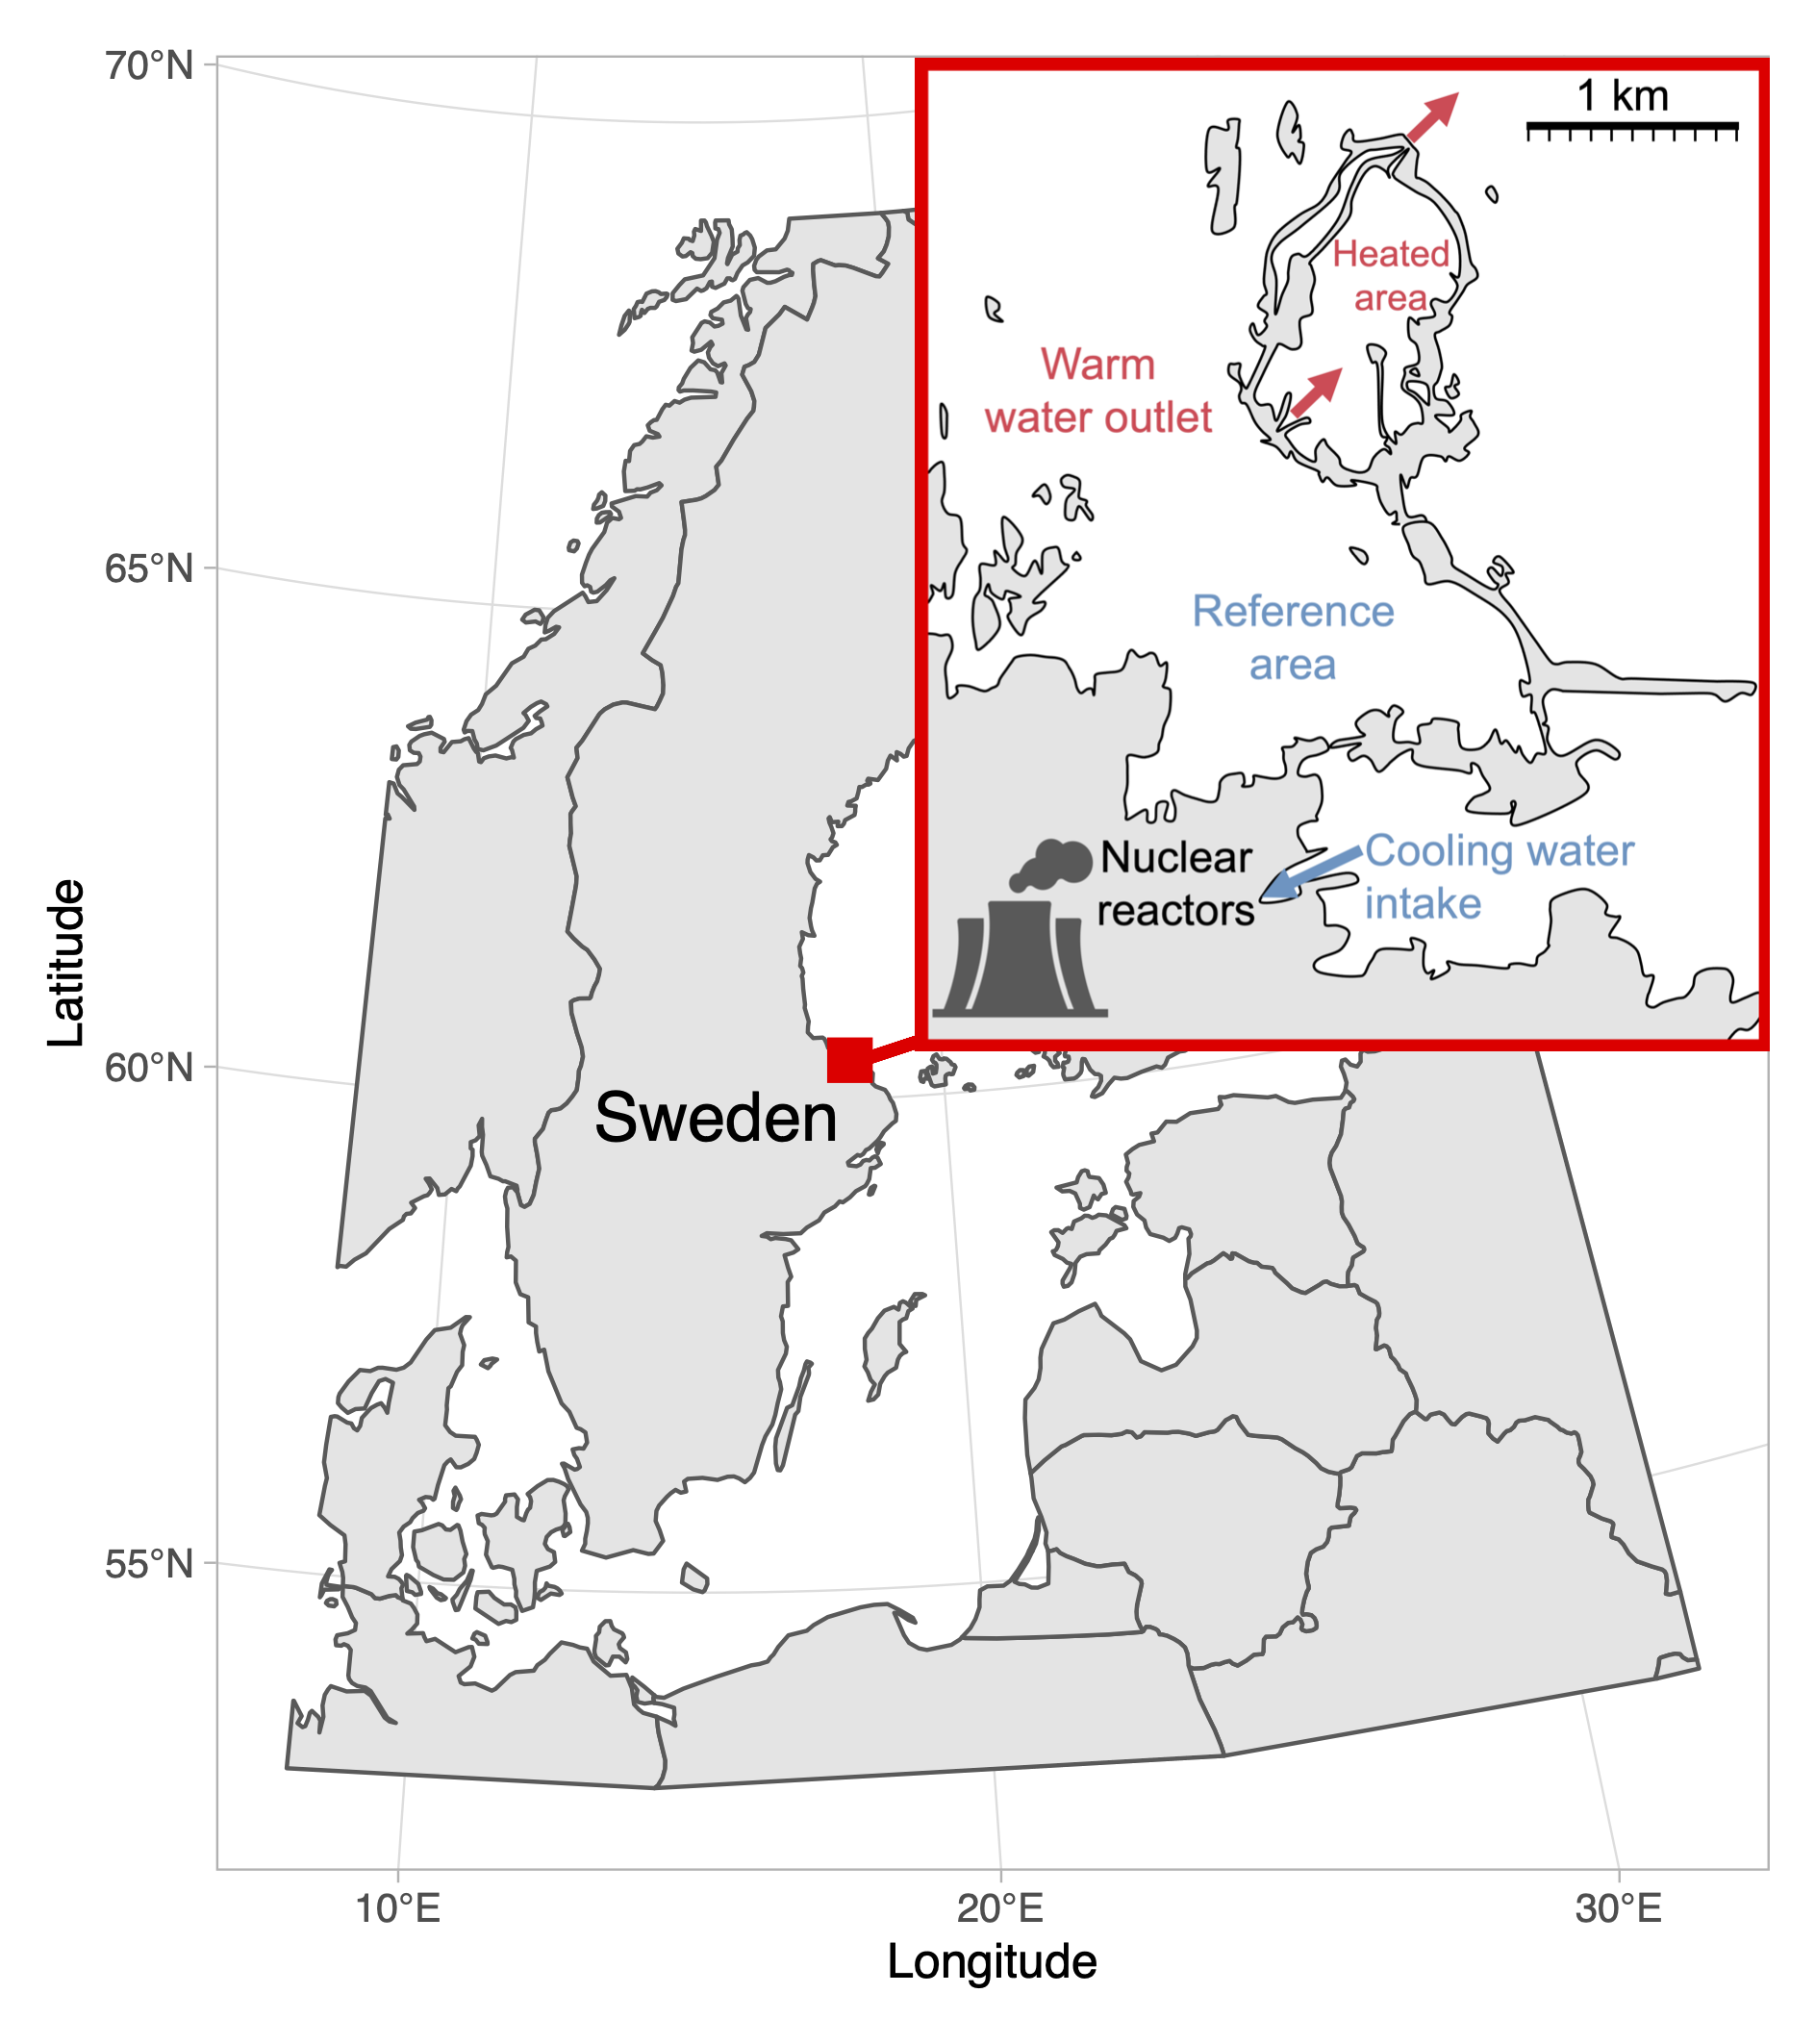 70°N
65°N
60°N
55°N
Latitude
10°E
20°E
30°E
Longitude
Sweden
1 km
Heated
area
Warm
water outlet
Reference
area
Nuclear
reactors
Cooling water
intake